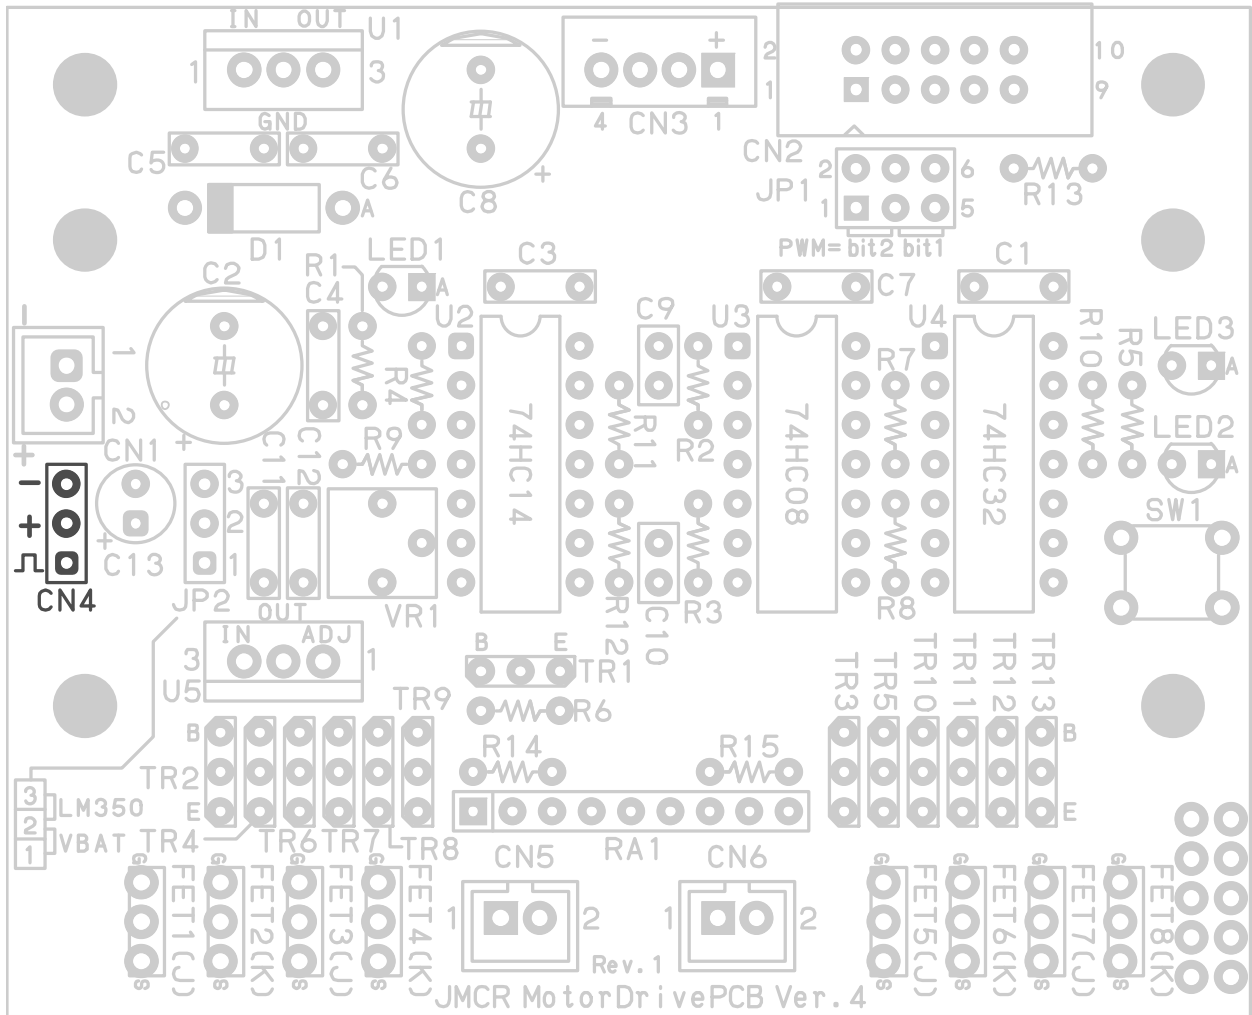 IN OUT U1
1 3
GND
C5 C6
A
D1
C8
+
- +
4 CN3 1
2 10
1 9
CN2
JP1
2 6
1 5
PWM=bit2 bit1
R13
LED1
A
R1
C4
C2
+
C3
C7
C1
- 1
2 +
CN1
R4
R9
C11
C12
U2
74HC14
C9
R11
R2
U3
74HC08
R7
U4
74HC32
R10
R5
LED3
A
LED2
A
SW1
-
+
CN4
+
C13
3
2
1
JP2
VR1
R12
C10
R3
R8
OUT
IN ADJ
3 1
U5
B E
TR1
R6
TR9
R14
R15
RA1
B
TR2
E
TR4 TR6 TR7 TR8
TR3
TR5
TR10
TR11
TR12
TR13
B
E
3 LM350
2 VBAT
1
G FET1(J) S
G FET2(K) S
G FET3(J) S
G FET4(K) S
CN5
1 2
CN6
1 2
G FET5(J) S
G FET6(K) S
G FET7(J) S
G FET8(K) S
Rev.1
JMCR MotorDrivePCB Ver.4